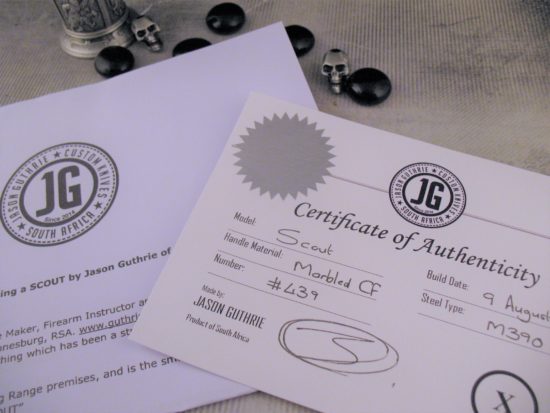 JASON GUTHRIE ★ CUSTOM KNIVES
JG
Since 2014
★ SOUTH AFRICA ★
ing a SCOUT by Jason Guthrie of
Maker, Firearm Instructor
nesburg, RSA. www.guthri
thing which has been a
Range premises, and is the
OUT"
JASON GUTHRIE CUSTOM KNIVES
JG
Since 2014
SOUTH AFRICA
Certificate of Authenticity
Model: Scout
Handle Material: Marbled CF
Number: #439
Made by: JASON GUTHRIE
Product of South Africa
Build Date: 9 August
Steel Type: M390
X